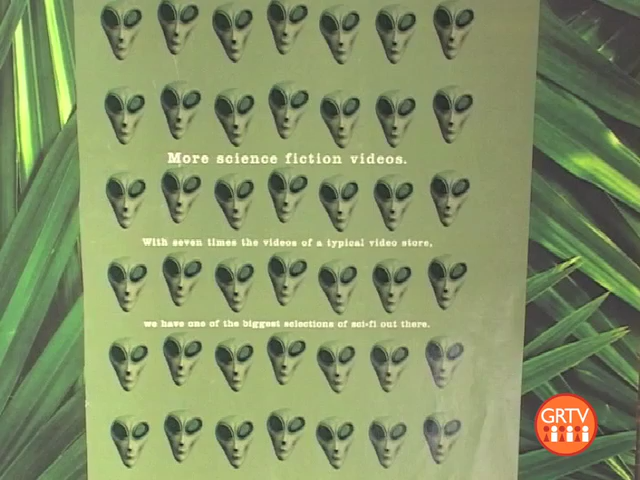 More science fiction videos.
With seven times the videos of a typical video store,
we have one of the biggest selections of sci-fi out there.
GRTV